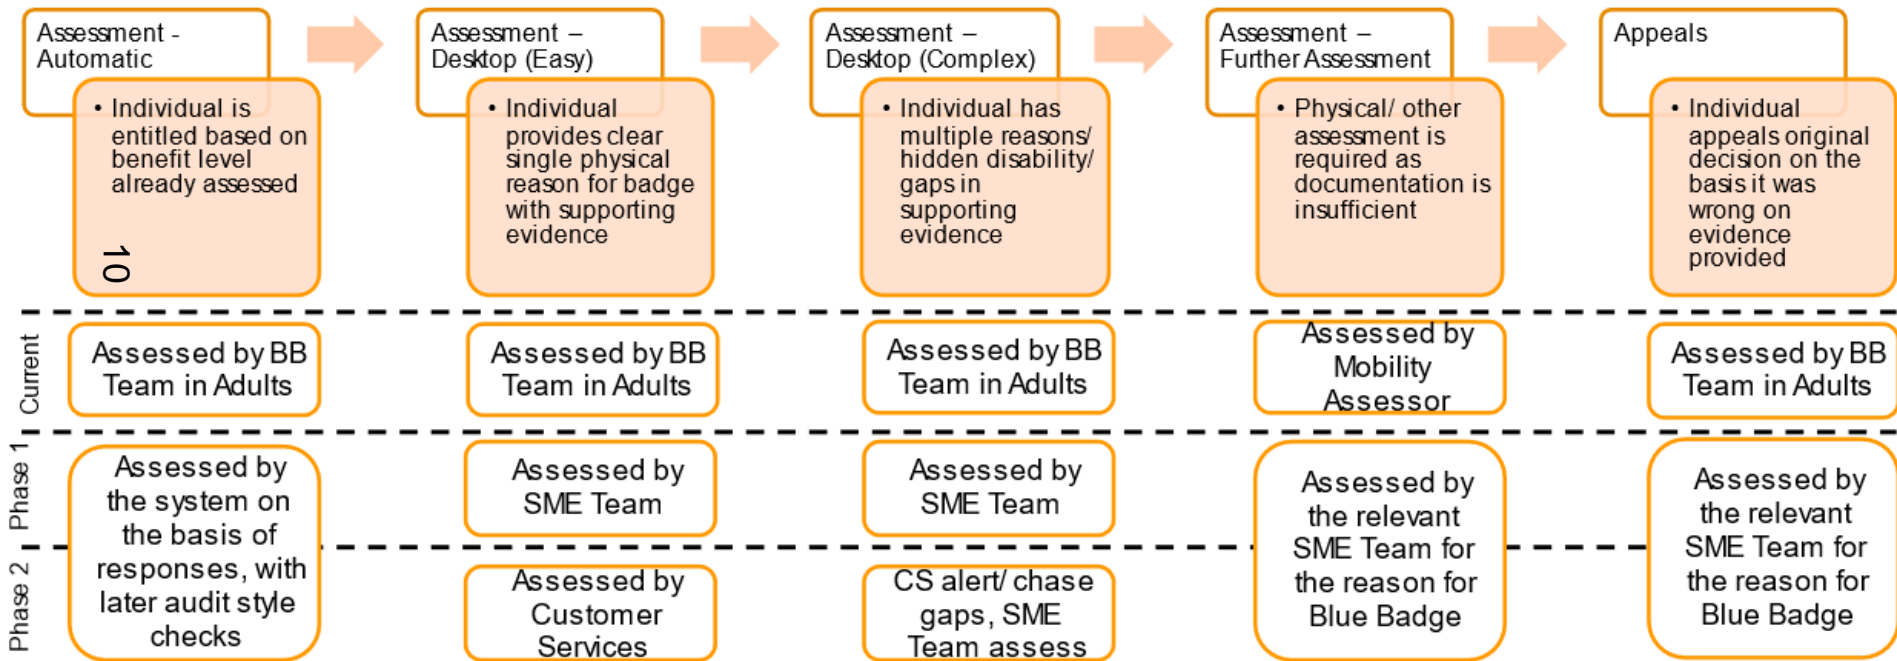 Assessment -
Automatic
• Individual is
entitled based on
benefit level
already assessed
10
Assessment –
Desktop (Easy)
• Individual
provides clear
single physical
reason for badge
with supporting
evidence
Assessment –
Desktop (Complex)
• Individual has
multiple reasons/
hidden disability/
gaps in
supporting
evidence
Assessment –
Further Assessment
• Physical/ other
assessment is
required as
documentation is
insufficient
Appeals
• Individual
appeals original
decision on the
basis it was
wrong on
evidence
provided
Current
Assessed by BB
Team in Adults
Assessed by BB
Team in Adults
Assessed by BB
Team in Adults
Assessed by
Mobility
Assessor
Assessed by BB
Team in Adults
Phase 1
Assessed by
the system on
the basis of
responses, with
later audit style
checks
Assessed by
SME Team
Assessed by
SME Team
Assessed by
the relevant
SME Team for
the reason for
Blue Badge
Assessed by
the relevant
SME Team for
the reason for
Blue Badge
Phase 2
Assessed by
Customer
Services
CS alert/ chase
gaps, SME
Team assess